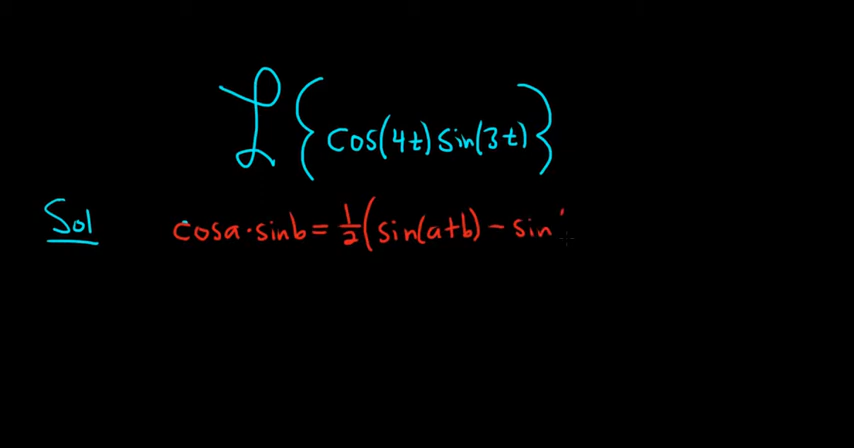 ℒ{cos(4t)sin(3t)}
Sol cosa·sinb = 1/2(sin(a+b) - sin